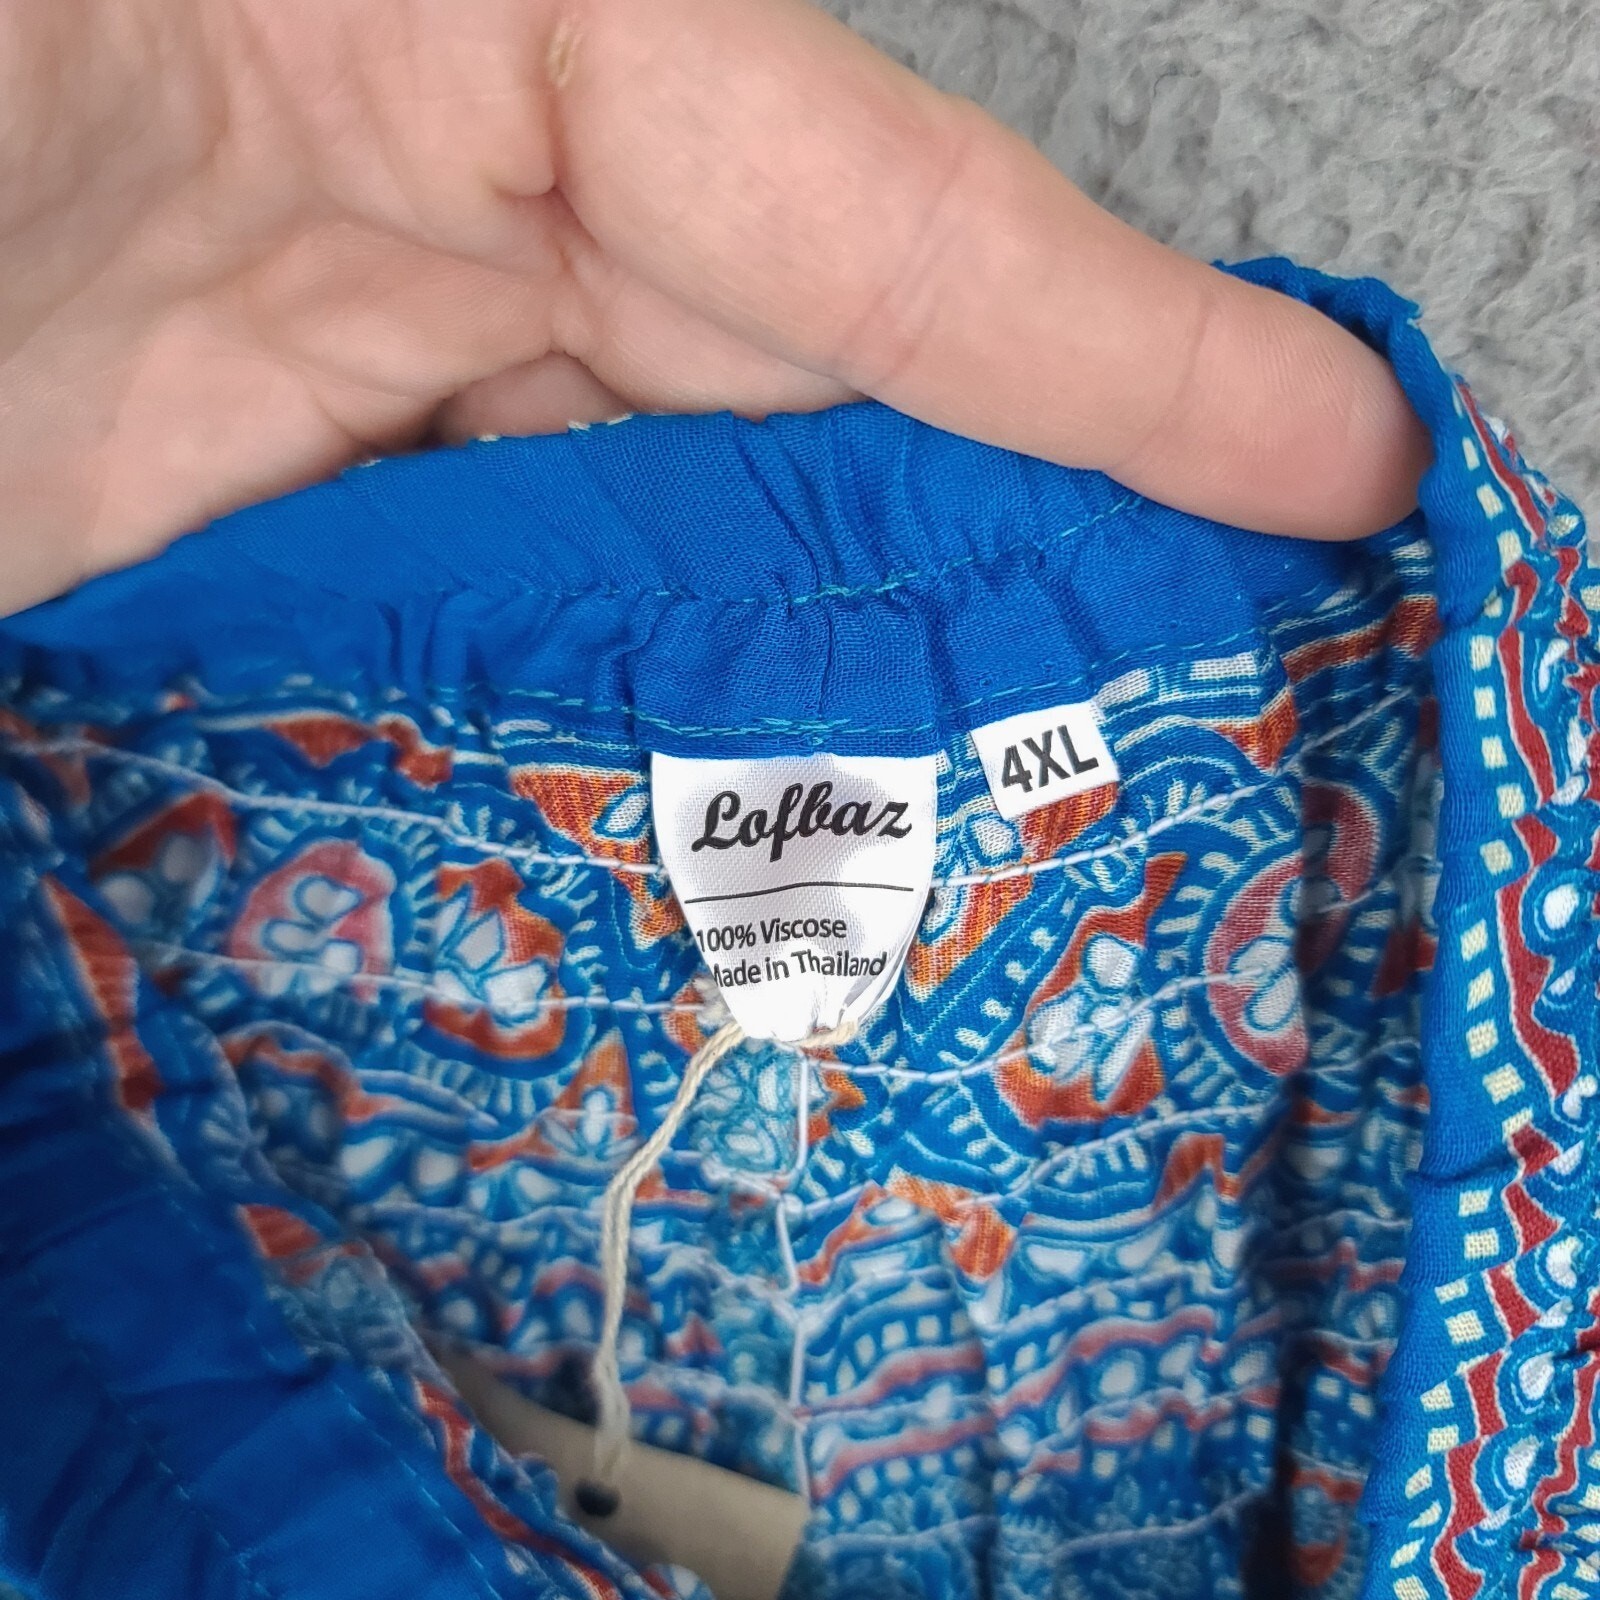 Lofbaz
4XL
100% Viscose
Made in Thailand